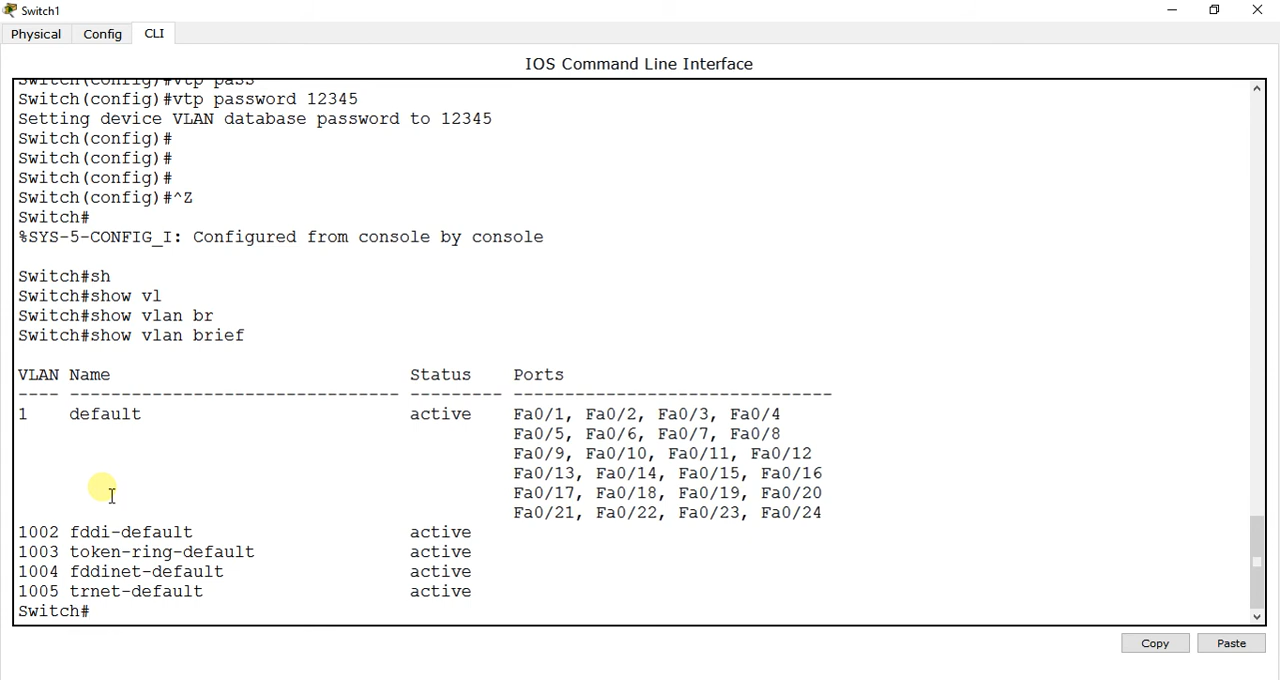 Switch1
Physical Config CLI
IOS Command Line Interface
Switch(config)#vtp pass
Switch(config)#vtp password 12345
Setting device VLAN database password to 12345
Switch(config)#
Switch(config)#
Switch(config)#
Switch(config)#^Z
Switch#
%SYS-5-CONFIG_I: Configured from console by console
Switch#sh
Switch#show vl
Switch#show vlan br
Switch#show vlan brief
VLAN Name Status Ports
---- -------------------------------- --------- -------------------------------
1 default active Fa0/1, Fa0/2, Fa0/3, Fa0/4
Fa0/5, Fa0/6, Fa0/7, Fa0/8
Fa0/9, Fa0/10, Fa0/11, Fa0/12
Fa0/13, Fa0/14, Fa0/15, Fa0/16
Fa0/17, Fa0/18, Fa0/19, Fa0/20
Fa0/21, Fa0/22, Fa0/23, Fa0/24
1002 fddi-default active
1003 token-ring-default active
1004 fddinet-default active
1005 trnet-default active
Switch#
Copy Paste